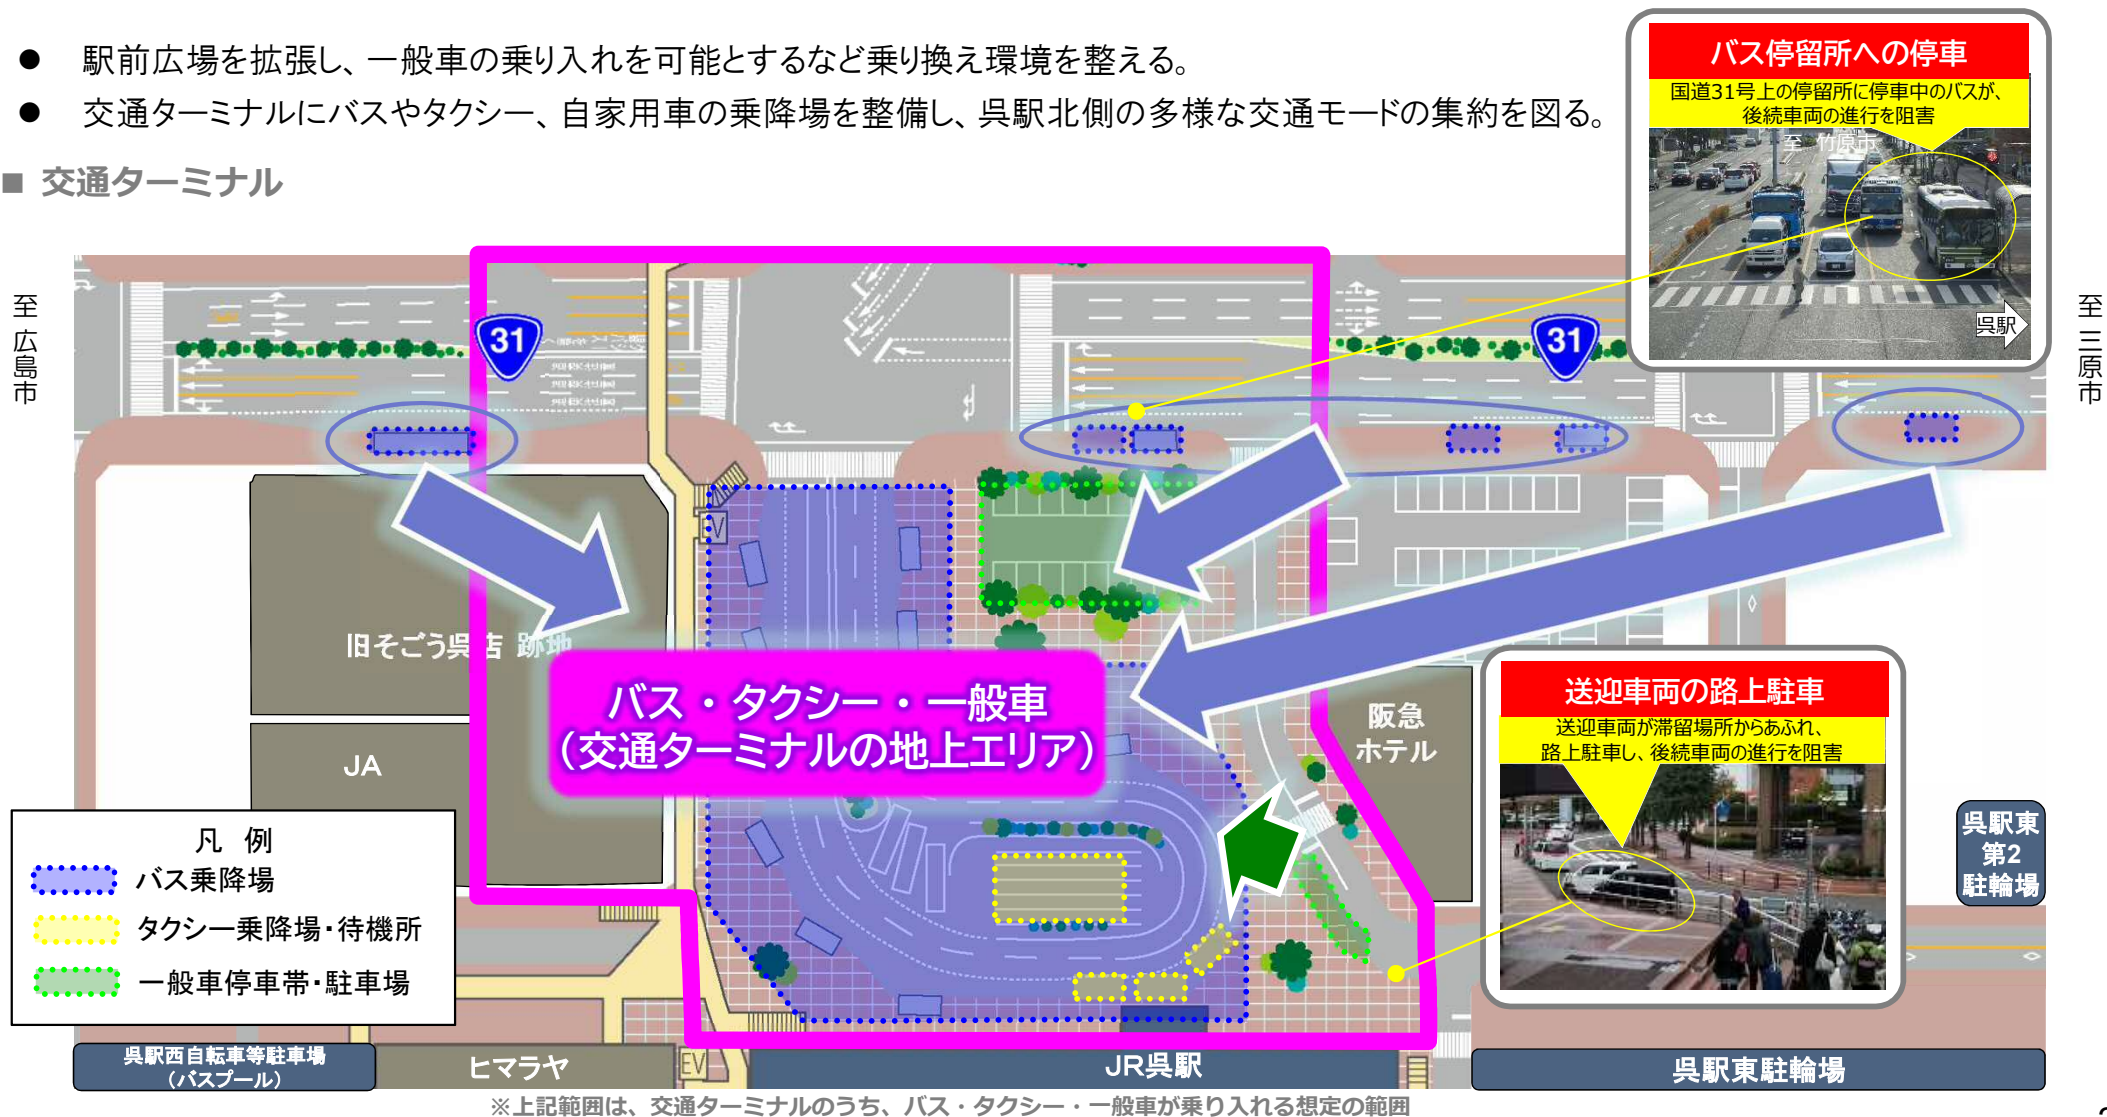 ● 駅前広場を拡張し、一般車の乗り入れを可能とするなど乗り換え環境を整える。
● 交通ターミナルにバスやタクシー、自家用車の乗降場を整備し、呉駅北側の多様な交通モードの集約を図る。
■ 交通ターミナル
バス停留所への停車
国道31号上の停留所に停車中のバスが、
後続車両の進行を阻害
至 竹原市
呉駅
至 広島市
至 三原市
31
31
EV
旧そごう呉店 跡地
バス・タクシー・一般車
（交通ターミナルの地上エリア）
JA
阪急
ホテル
送迎車両の路上駐車
送迎車両が滞留場所からあふれ、
路上駐車し、後続車両の進行を阻害
呉駅東
第2
駐輪場
凡 例
バス乗降場
タクシー乗降場・待機所
一般車停車帯・駐車場
呉駅西自転車等駐車場
（バスプール）
ヒマラヤ
EV
JR呉駅
呉駅東駐輪場
※上記範囲は、交通ターミナルのうち、バス・タクシー・一般車が乗り入れる想定の範囲